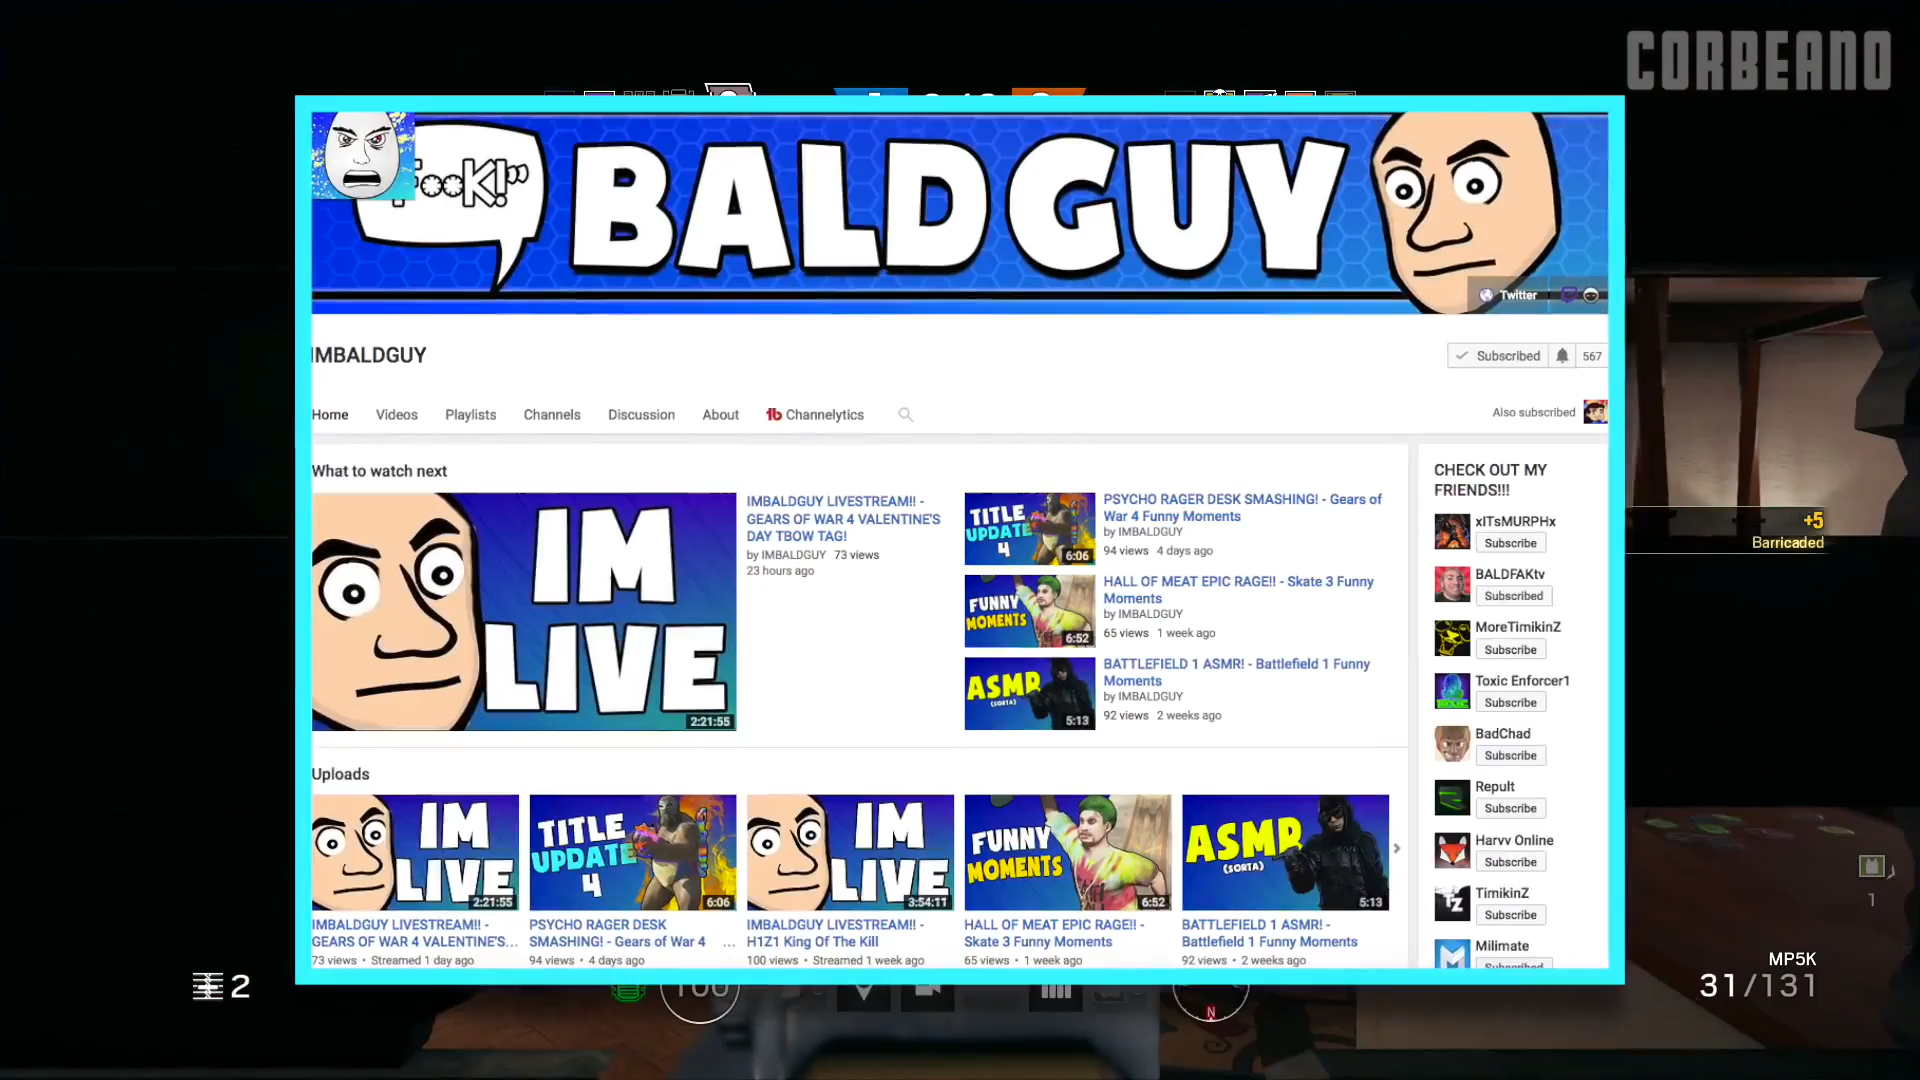 CORBEANO
F**K!"
BALD GUY
Twitter
IMBALDGUY
Subscribed
567
Home
Videos
Playlists
Channels
Discussion
About
tb Channelytics
Also subscribed
What to watch next
IM
LIVE
2:21:55
IMBALDGUY LIVESTREAM!! -
GEARS OF WAR 4 VALENTINE'S
DAY TBOW TAG!
by IMBALDGUY 73 views
23 hours ago
TITLE
UPDATE
4
6:06
PSYCHO RAGER DESK SMASHING! - Gears of
War 4 Funny Moments
by IMBALDGUY
94 views 4 days ago
FUNNY
MOMENTS
6:52
HALL OF MEAT EPIC RAGE!! - Skate 3 Funny
Moments
by IMBALDGUY
65 views 1 week ago
ASMR
(SORTA)
5:13
BATTLEFIELD 1 ASMR! - Battlefield 1 Funny
Moments
by IMBALDGUY
92 views 2 weeks ago
CHECK OUT MY
FRIENDS!!!
xITsMURPHx
Subscribe
BALDFAKtv
Subscribed
MoreTimikinZ
Subscribe
Toxic Enforcer1
Subscribe
BadChad
Subscribe
Repult
Subscribe
Harvv Online
Subscribe
TimikinZ
Subscribe
Milimate
Subscribed
+5
Barricaded
Uploads
IM
LIVE
2:21:55
IMBALDGUY LIVESTREAM!! -
GEARS OF WAR 4 VALENTINE'S...
73 views • Streamed 1 day ago
TITLE
UPDATE
4
6:06
PSYCHO RAGER DESK
SMASHING! - Gears of War 4 ...
94 views • 4 days ago
IM
LIVE
3:54:11
IMBALDGUY LIVESTREAM!! -
H1Z1 King Of The Kill
100 views • Streamed 1 week ago
FUNNY
MOMENTS
6:52
HALL OF MEAT EPIC RAGE!! -
Skate 3 Funny Moments
65 views • 1 week ago
ASMR
(SORTA)
5:13
BATTLEFIELD 1 ASMR! -
Battlefield 1 Funny Moments
92 views • 2 weeks ago
1
2
100
N
MP5K
31/131